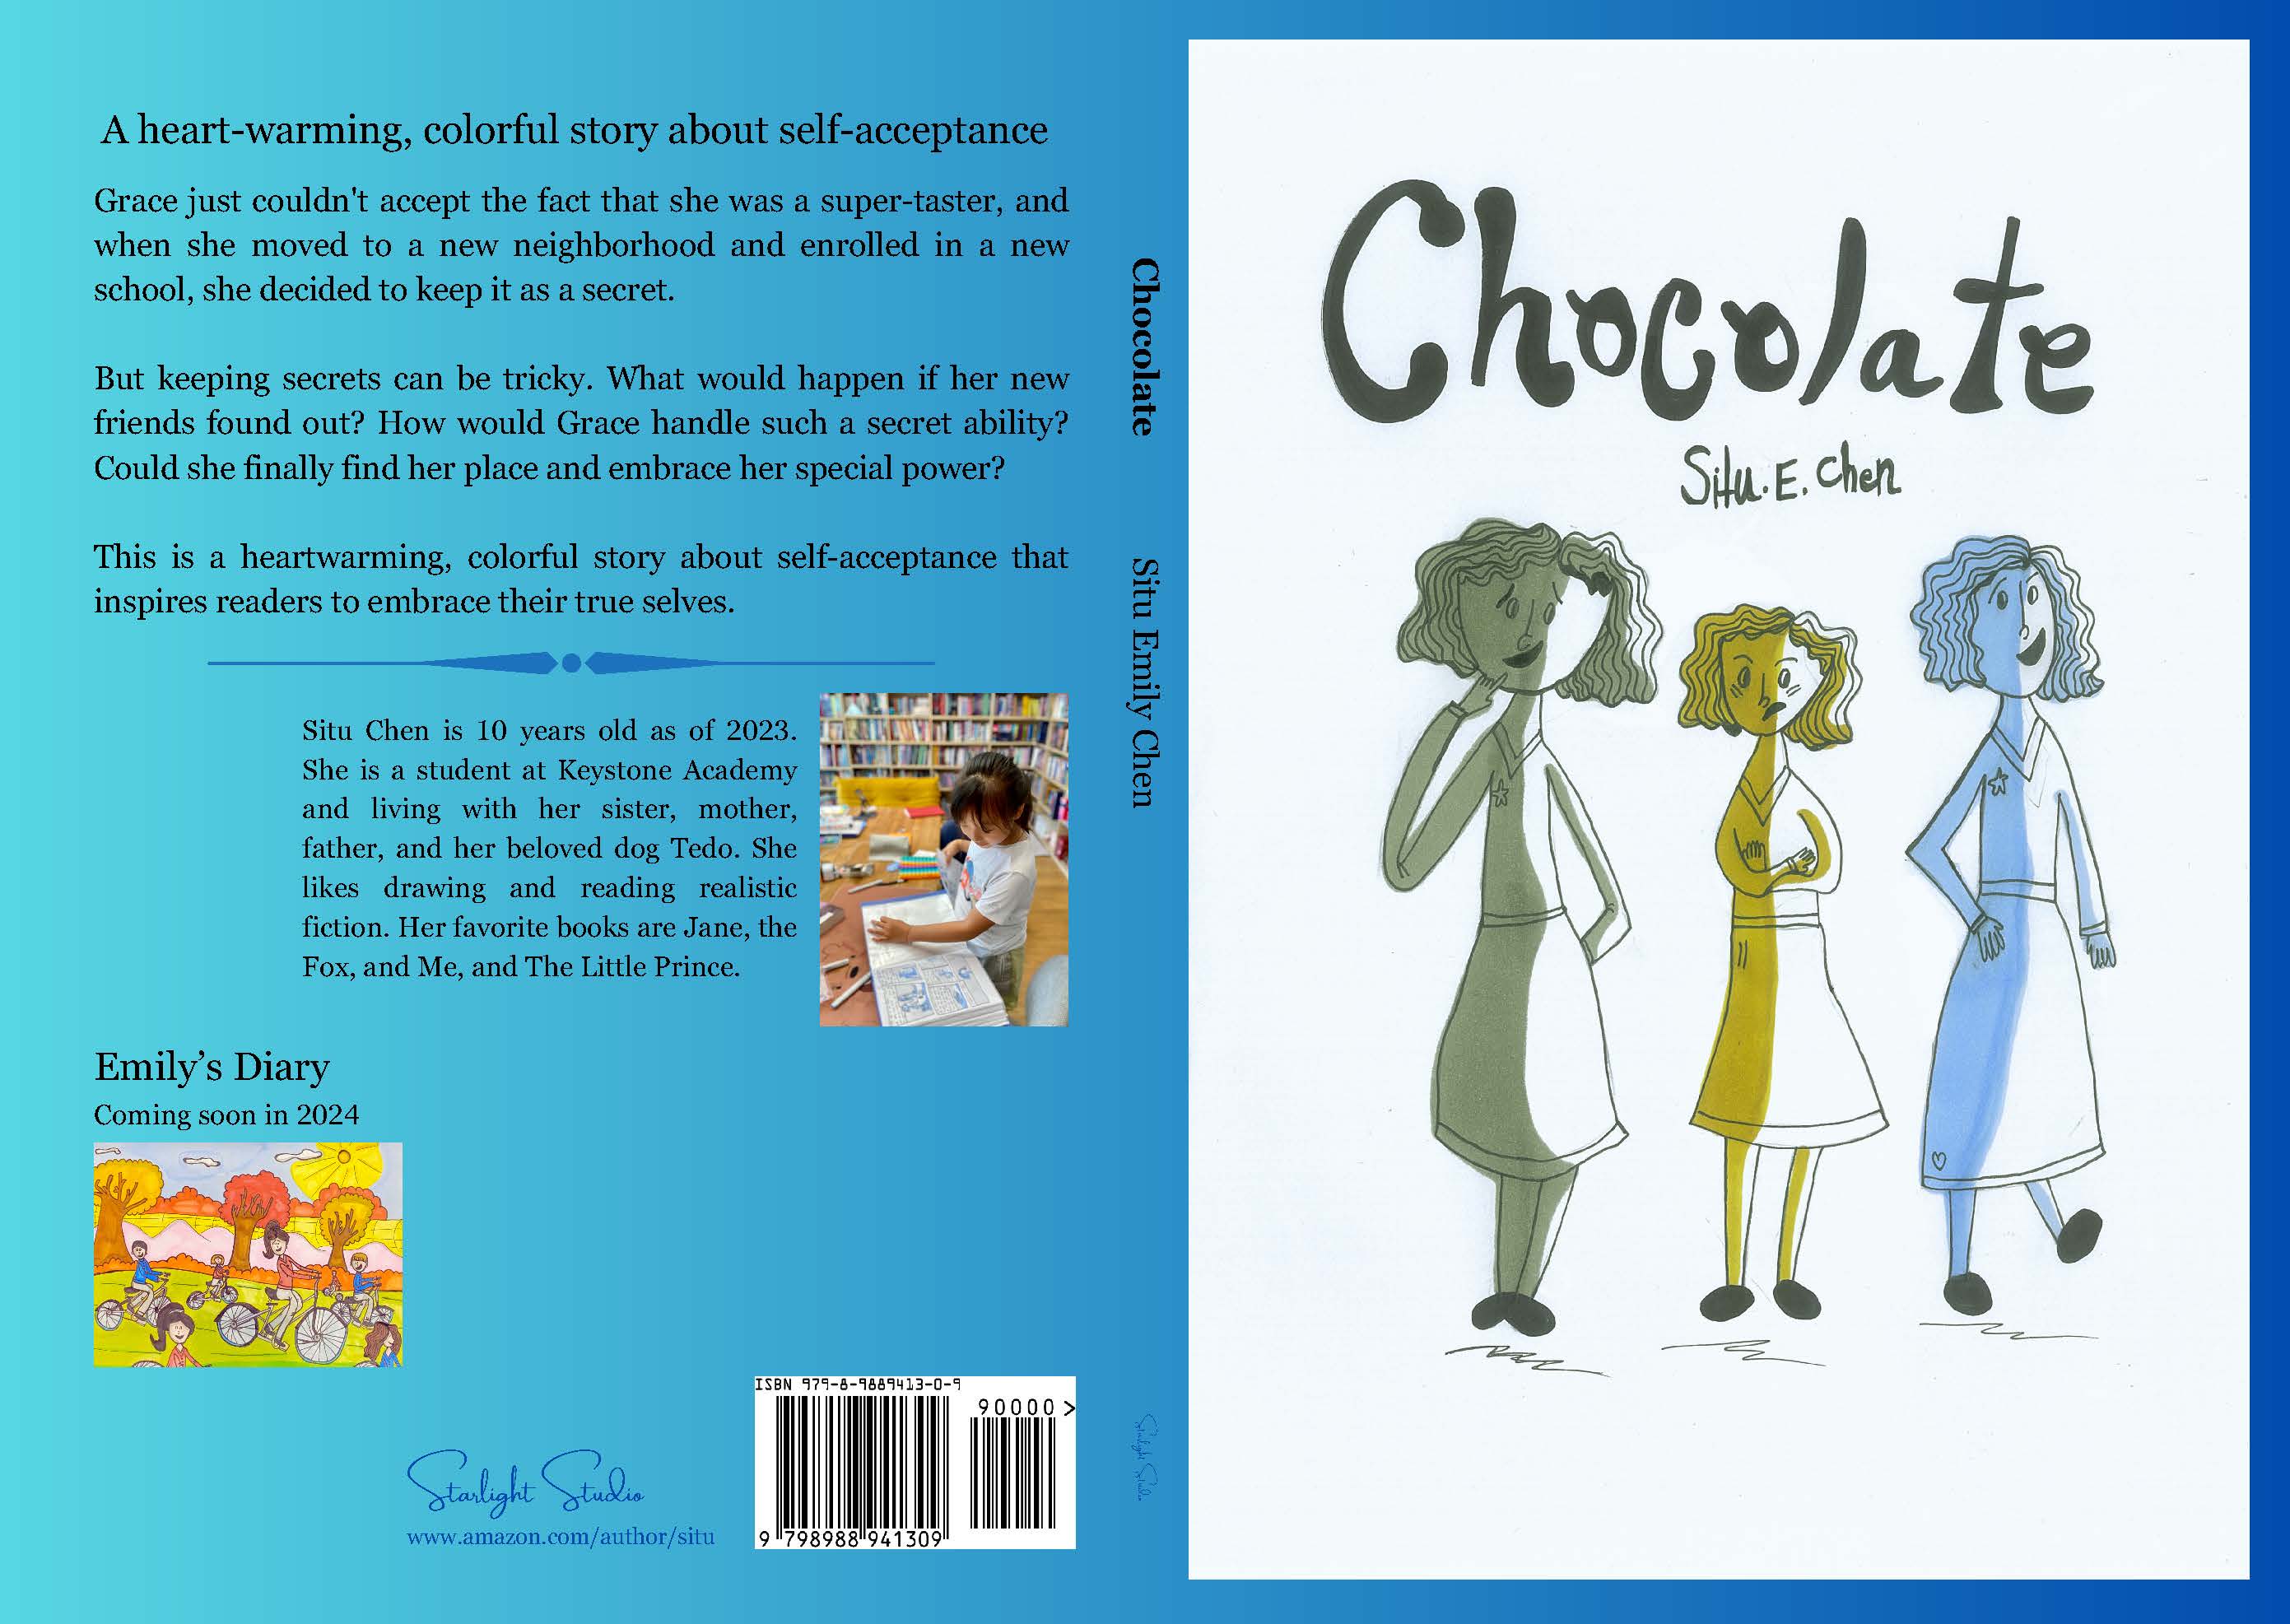 A heart-warming, colorful story about self-acceptance
Grace just couldn't accept the fact that she was a super-taster, and
when she moved to a new neighborhood and enrolled in a new
school, she decided to keep it as a secret.
But keeping secrets can be tricky. What would happen if her new
friends found out? How would Grace handle such a secret ability?
Could she finally find her place and embrace her special power?
This is a heartwarming, colorful story about self-acceptance that
inspires readers to embrace their true selves.
Situ Chen is 10 years old as of 2023.
She is a student at Keystone Academy
and living with her sister, mother,
father, and her beloved dog Tedo. She
likes drawing and reading realistic
fiction. Her favorite books are Jane, the
Fox, and Me, and The Little Prince.
Emily’s Diary
Coming soon in 2024
Starlight Studio
www.amazon.com/author/situ
ISBN 979-8-9889413-0-9
90000 >
9 798988 941309
Chocolate
Situ Emily Chen
Starlight Studio
Chocolate
Situ. E. Chen